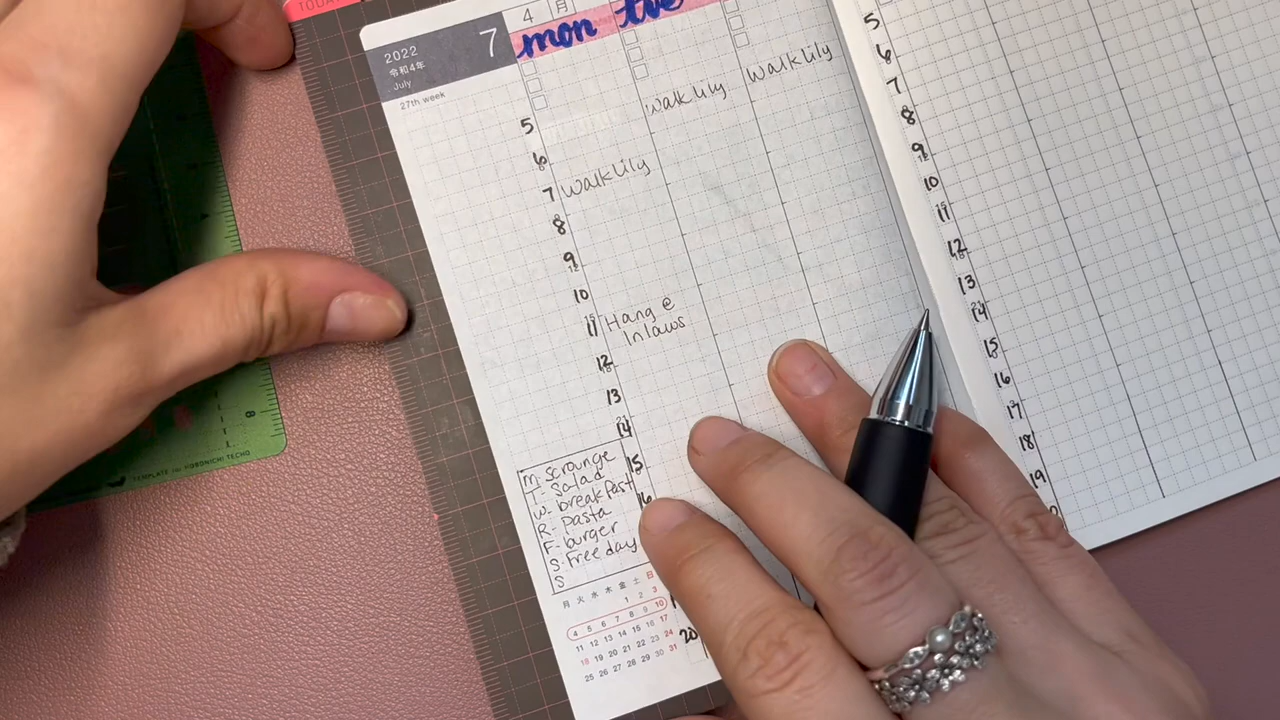 TODAY
2022
令和4年
July
7
27th week
4 月
mon tue
5
6
7
8
9
10
11
12
13
14
15
16
20
walk lily
walk lily
walk lily
Hang @
Inlaws
M- scrounge
T- Salad
W- breakfast
R- Pasta
F- burger
S- Free day
S
月 火 水 木 金 土 日
1 2 3
4 5 6 7 8 9 10
11 12 13 14 15 16 17
18 19 20 21 22 23 24
25 26 27 28 29 30 31
5
6
7
8
9
10
11
12
13
14
15
16
17
18
19
8
TEMPLATE for HOBONICHI TECHO